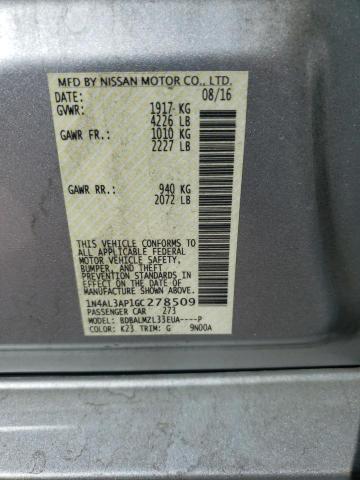 MFD BY NISSAN MOTOR CO., LTD.
DATE: 08/16
GVWR: 1917 KG
4226 LB
GAWR FR.: 1010 KG
2227 LB
GAWR RR.: 940 KG
2072 LB
THIS VEHICLE CONFORMS TO
ALL APPLICABLE FEDERAL
MOTOR VEHICLE SAFETY,
BUMPER, AND THEFT
PREVENTION STANDARDS IN
EFFECT ON THE DATE OF
MANUFACTURE SHOWN ABOVE.
1N4AL3AP1GC278509
PASSENGER CAR 273
MODEL: BDBALMZL33EUA----P
COLOR: K23 TRIM: G 9N00A